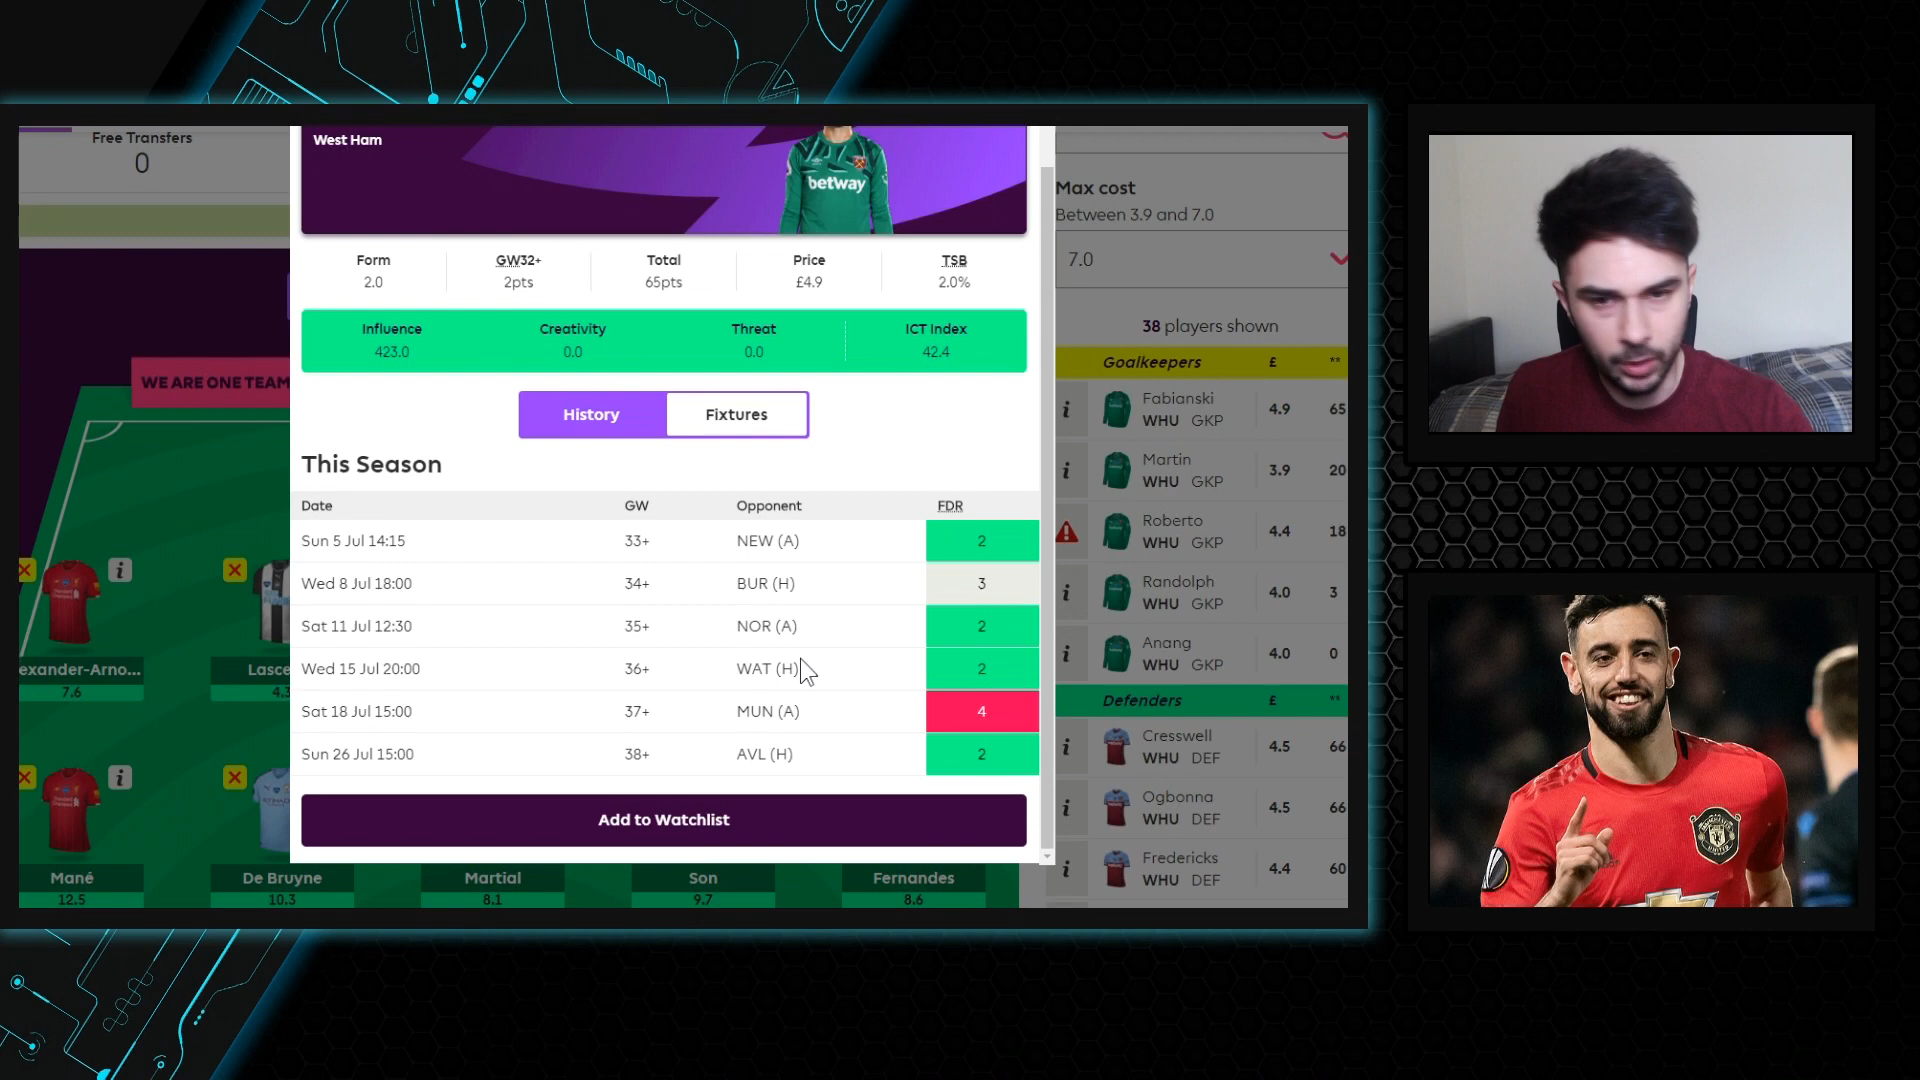 Free Transfers
0
WE ARE ONE TEAM
West Ham
betway
Form GW32+ Total Price TSB
2.0 2pts 65pts £4.9 2.0%
Influence Creativity Threat ICT Index
423.0 0.0 0.0 42.4
History Fixtures
This Season
Date GW Opponent FDR
Sun 5 Jul 14:15 33+ NEW (A) 2
Wed 8 Jul 18:00 34+ BUR (H) 3
Sat 11 Jul 12:30 35+ NOR (A) 2
Wed 15 Jul 20:00 36+ WAT (H) 2
Sat 18 Jul 15:00 37+ MUN (A) 4
Sun 26 Jul 15:00 38+ AVL (H) 2
Add to Watchlist
exander-Arno... Lasce
7.6 4.3
Mané De Bruyne Martial Son Fernandes
12.5 10.3 8.1 9.7 8.6
Max cost
Between 3.9 and 7.0
7.0
38 players shown
Goalkeepers £ **
Fabianski
WHU GKP 4.9 65
Martin
WHU GKP 3.9 20
Roberto
WHU GKP 4.4 18
Randolph
WHU GKP 4.0 3
Anang
WHU GKP 4.0 0
Defenders £ **
Cresswell
WHU DEF 4.5 66
Ogbonna
WHU DEF 4.5 66
Fredericks
WHU DEF 4.4 60